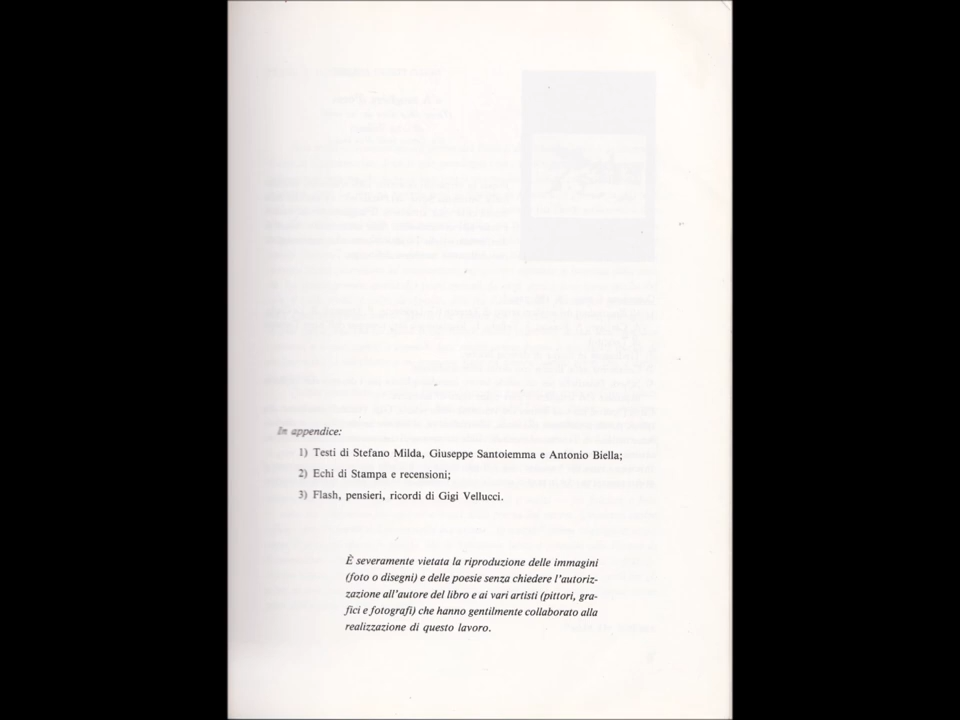 In appendice:
1) Testi di Stefano Milda, Giuseppe Santoiemma e Antonio Biella;
2) Echi di Stampa e recensioni;
3) Flash, pensieri, ricordi di Gigi Vellucci.
È severamente vietata la riproduzione delle immagini
(foto o disegni) e delle poesie senza chiedere l'autoriz-
zazione all'autore del libro e ai vari artisti (pittori, gra-
fici e fotografi) che hanno gentilmente collaborato alla
realizzazione di questo lavoro.